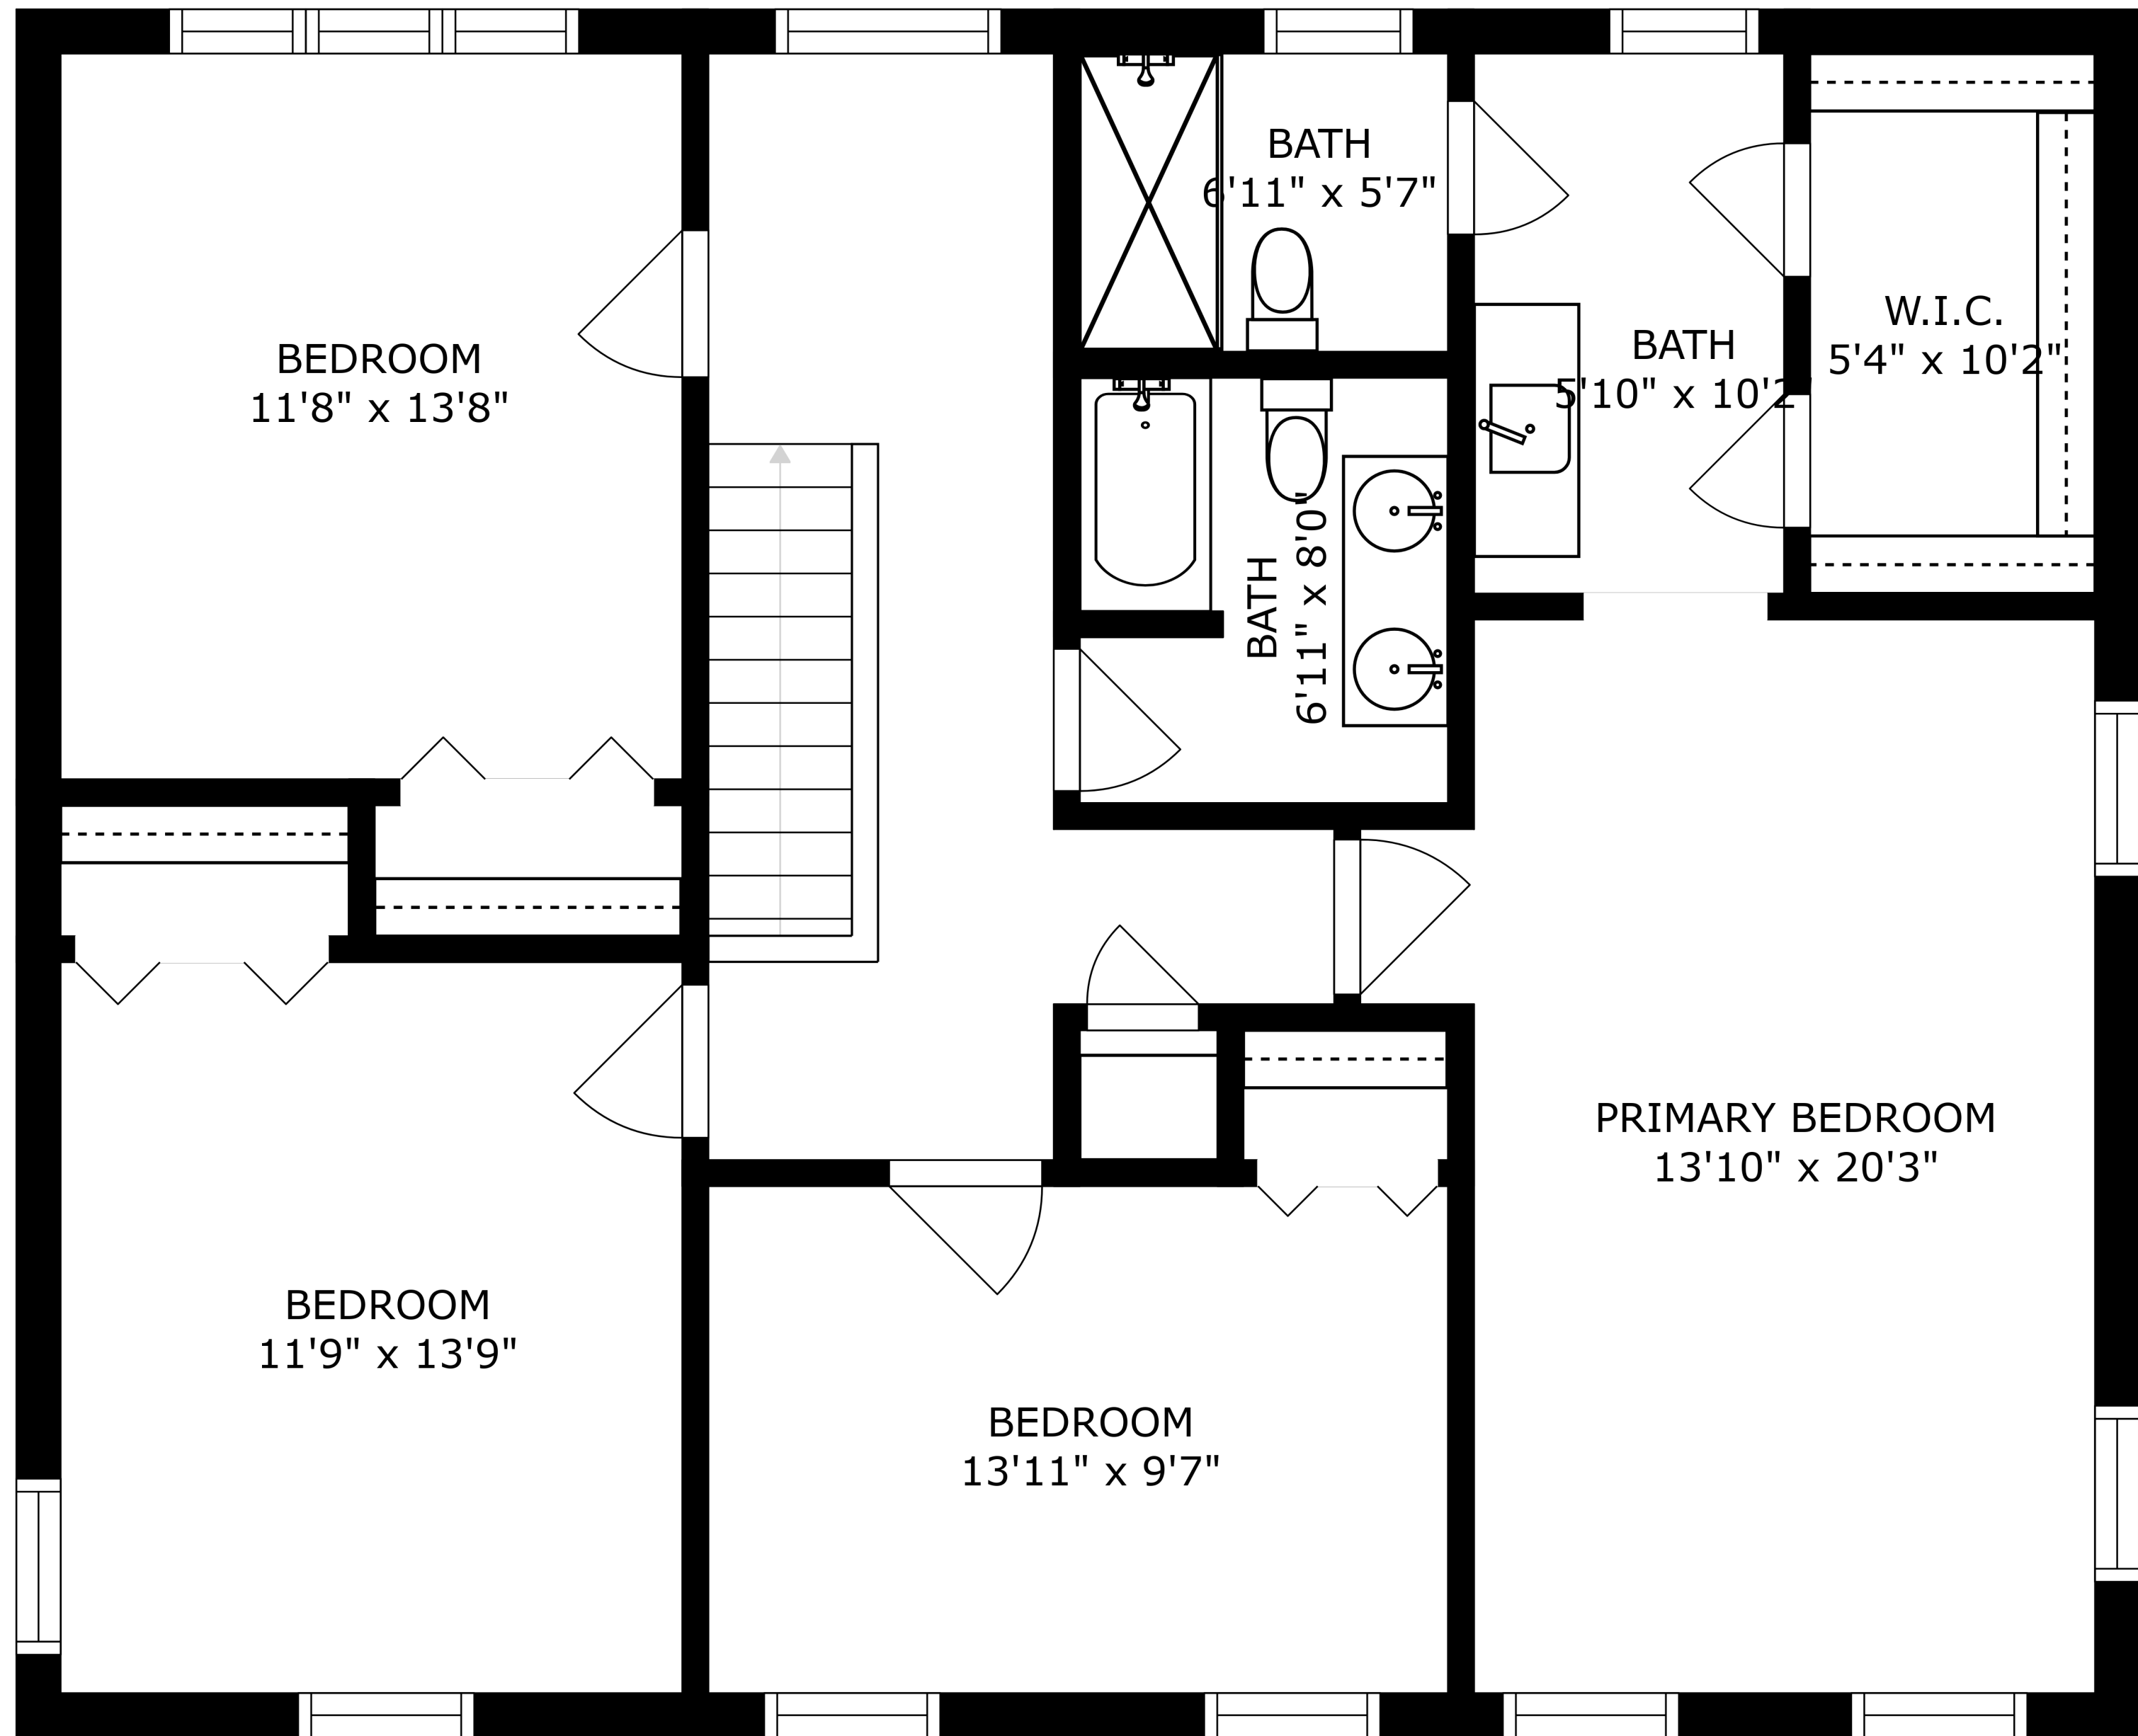 BATH
6'11" x 5'7"
BEDROOM
11'8" x 13'8"
BATH
5'10" x 10'2"
W.I.C.
5'4" x 10'2"
BATH
6'11" x 8'0"
PRIMARY BEDROOM
13'10" x 20'3"
BEDROOM
11'9" x 13'9"
BEDROOM
13'11" x 9'7"